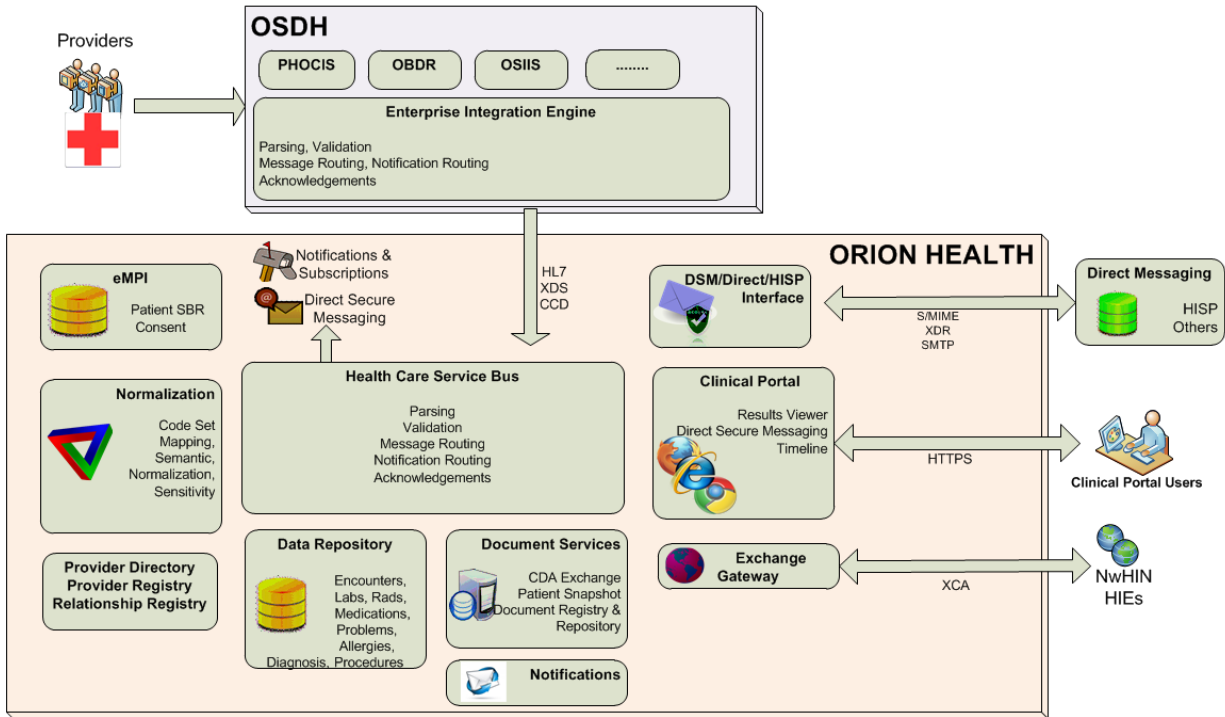 Providers
OSDH
PHOCIS
OBDR
OSIIS
........
Enterprise Integration Engine
Parsing, Validation
Message Routing, Notification Routing
Acknowledgements
ORION HEALTH
eMPI
Patient SBR
Consent
Notifications &
Subscriptions
Direct Secure
Messaging
HL7
XDS
CCD
DSM/Direct/HISP
Interface
S/MIME
XDR
SMTP
Direct Messaging
HISP
Others
Normalization
Code Set
Mapping,
Semantic,
Normalization,
Sensitivity
Health Care Service Bus
Parsing
Validation
Message Routing
Notification Routing
Acknowledgements
Clinical Portal
Results Viewer
Direct Secure Messaging
Timeline
HTTPS
Clinical Portal Users
Provider Directory
Provider Registry
Relationship Registry
Data Repository
Encounters,
Labs, Rads,
Medications,
Problems,
Allergies,
Diagnosis, Procedures
Document Services
CDA Exchange
Patient Snapshot
Document Registry &
Repository
Notifications
Exchange
Gateway
XCA
NwHIN
HIEs